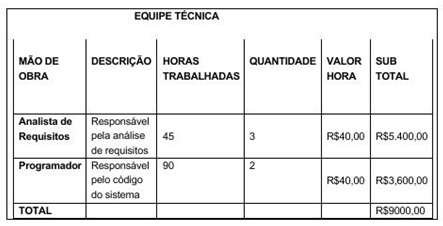 EQUIPE TÉCNICA
MÃO DE OBRA DESCRIÇÃO HORAS TRABALHADAS QUANTIDADE VALOR HORA SUB TOTAL
Analista de Requisitos Responsável pela análise de requisitos 45 3 R$40,00 R$5.400,00
Programador Responsável pelo código do sistema 90 2 R$40,00 R$3,600,00
TOTAL R$9000,00